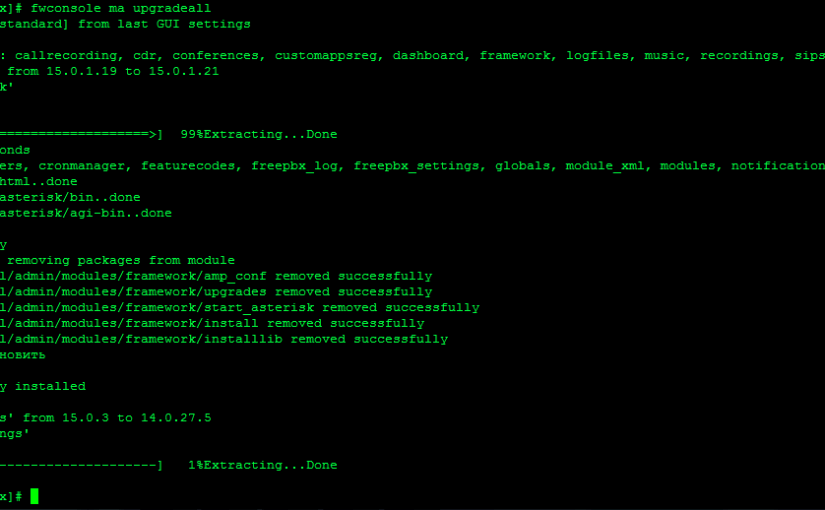 x]# fwconsole ma upgradeall
standard] from last GUI settings
: callrecording, cdr, conferences, customappsreg, dashboard, framework, logfiles, music, recordings, sips
from 15.0.1.19 to 15.0.1.21
k'
====================>]   99%Extracting...Done
onds
ers, cronmanager, featurecodes, freepbx_log, freepbx_settings, globals, module_xml, modules, notification
html..done
asterisk/bin..done
asterisk/agi-bin..done
y
removing packages from module
l/admin/modules/framework/amp_conf removed successfully
l/admin/modules/framework/upgrades removed successfully
l/admin/modules/framework/start_asterisk removed successfully
l/admin/modules/framework/install removed successfully
l/admin/modules/framework/installlib removed successfully
новить
y installed
s' from 15.0.3 to 14.0.27.5
ngs'
--------------------]    1%Extracting...Done
x]#